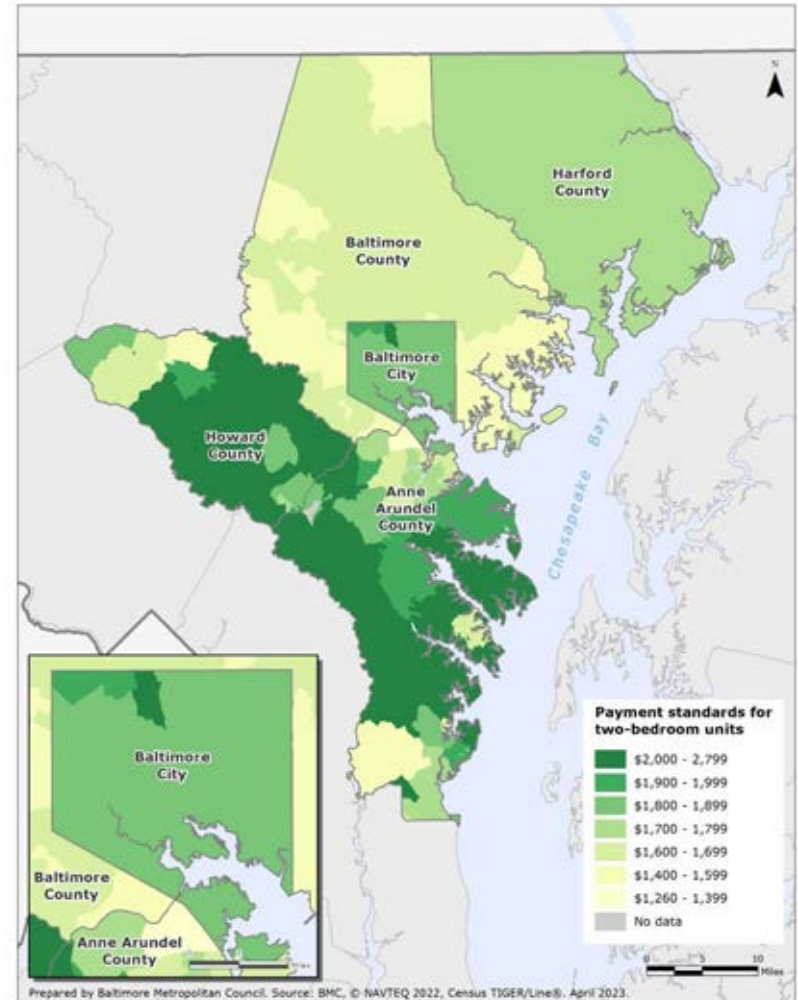 N
Harford
County
Baltimore
County
Baltimore
City
Howard
County
Anne
Arundel
County
Chesapeake Bay
Payment standards for
two-bedroom units
$2,000 - 2,799
$1,900 - 1,999
$1,800 - 1,899
$1,700 - 1,799
$1,600 - 1,699
$1,400 - 1,599
$1,260 - 1,399
No data
0 5 10
Miles
Baltimore
City
Baltimore
County
Anne Arundel
County
Prepared by Baltimore Metropolitan Council. Source: BMC, © NAVTEQ 2022, Census TIGER/Line®. April 2023.